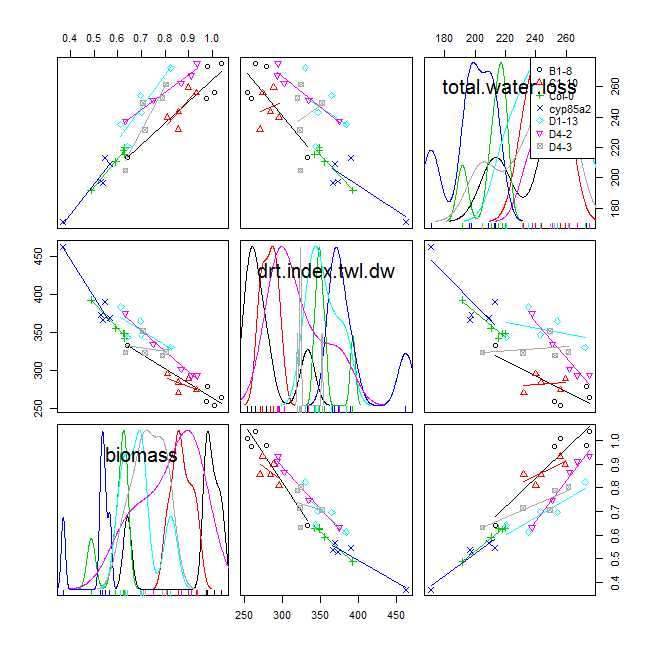 0.4 0.5 0.6 0.7 0.8 0.9 1.0
180 200 220 240 260
total.water.loss
B1-8
C1-10
Col-0
cyp85a2
D1-13
D4-2
D4-3
180 200 220 240 260
250 300 350 400 450
drt.index.twl.dw
biomass
0.4 0.5 0.6 0.7 0.8 0.9 1.0
250 300 350 400 450